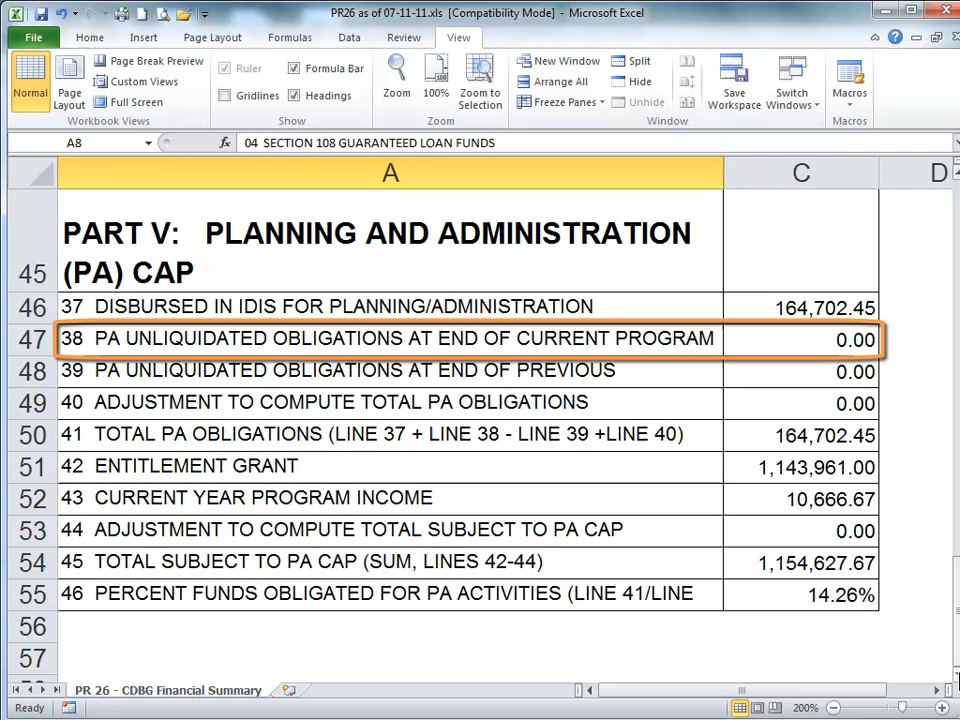 PR26 as of 07-11-11.xls [Compatibility Mode] - Microsoft Excel
File Home Insert Page Layout Formulas Data Review View
Normal
Page Layout
Page Break Preview
Custom Views
Full Screen
Workbook Views
Ruler
Formula Bar
Gridlines
Headings
Show
Zoom
100%
Zoom to Selection
Zoom
New Window
Arrange All
Freeze Panes
Split
Hide
Unhide
Save Workspace
Switch Windows
Window
Macros
Macros
A8 fx 04 SECTION 108 GUARANTEED LOAN FUNDS
A C D
PART V: PLANNING AND ADMINISTRATION
45 (PA) CAP
46 37 DISBURSED IN IDIS FOR PLANNING/ADMINISTRATION 164,702.45
47 38 PA UNLIQUIDATED OBLIGATIONS AT END OF CURRENT PROGRAM 0.00
48 39 PA UNLIQUIDATED OBLIGATIONS AT END OF PREVIOUS 0.00
49 40 ADJUSTMENT TO COMPUTE TOTAL PA OBLIGATIONS 0.00
50 41 TOTAL PA OBLIGATIONS (LINE 37 + LINE 38 - LINE 39 +LINE 40) 164,702.45
51 42 ENTITLEMENT GRANT 1,143,961.00
52 43 CURRENT YEAR PROGRAM INCOME 10,666.67
53 44 ADJUSTMENT TO COMPUTE TOTAL SUBJECT TO PA CAP 0.00
54 45 TOTAL SUBJECT TO PA CAP (SUM, LINES 42-44) 1,154,627.67
55 46 PERCENT FUNDS OBLIGATED FOR PA ACTIVITIES (LINE 41/LINE 14.26%
56
57
PR 26 - CDBG Financial Summary
Ready 200%